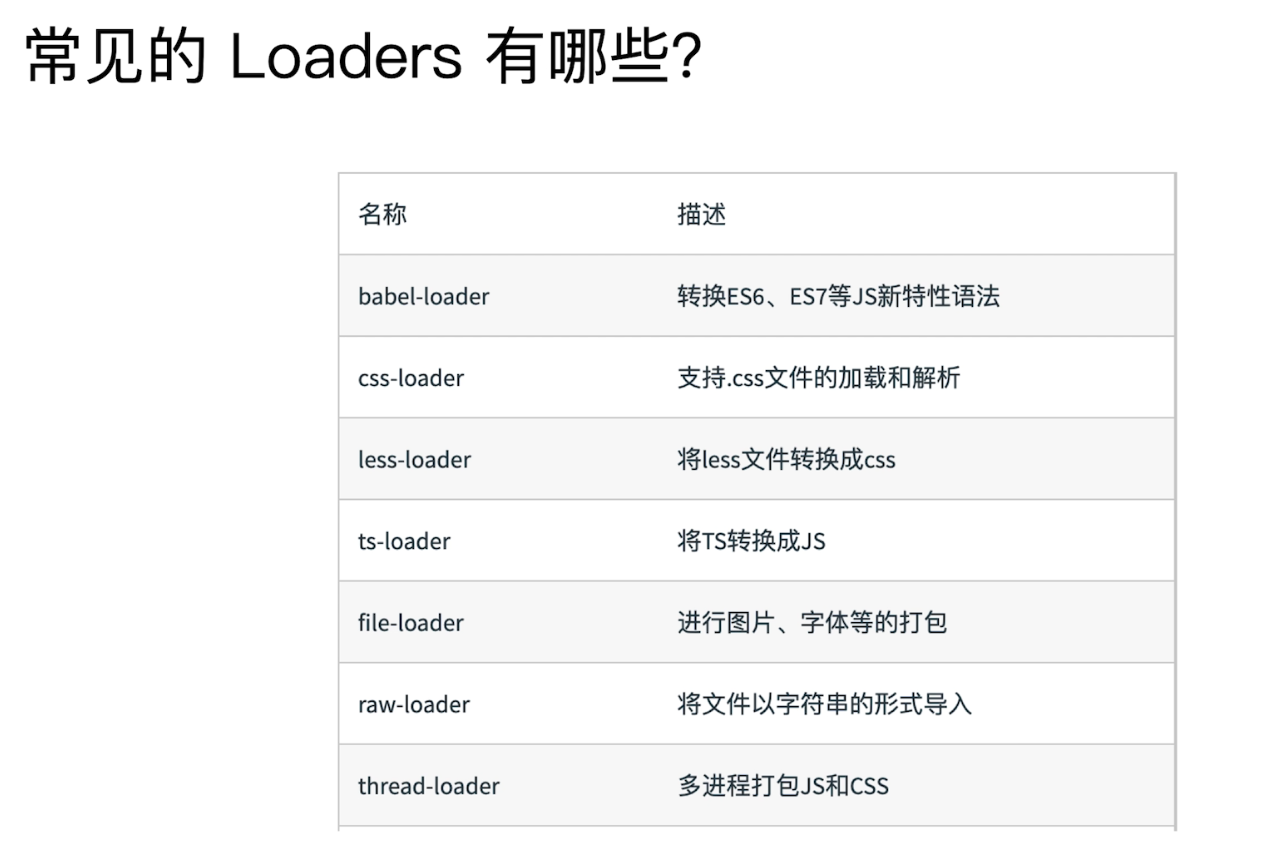 常见的 Loaders 有哪些?
名称 描述
babel-loader 转换ES6、ES7等JS新特性语法
css-loader 支持.css文件的加载和解析
less-loader 将less文件转换成css
ts-loader 将TS转换成JS
file-loader 进行图片、字体等的打包
raw-loader 将文件以字符串的形式导入
thread-loader 多进程打包JS和CSS